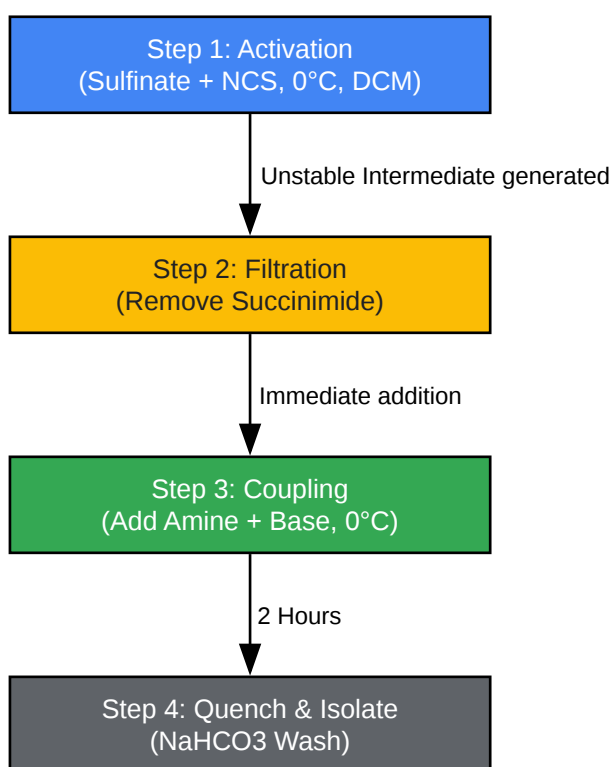 Step 1: Activation
(Sulfinate + NCS, 0°C, DCM)
Unstable Intermediate generated
Step 2: Filtration
(Remove Succinimide)
Immediate addition
Step 3: Coupling
(Add Amine + Base, 0°C)
2 Hours
Step 4: Quench & Isolate
(NaHCO3 Wash)